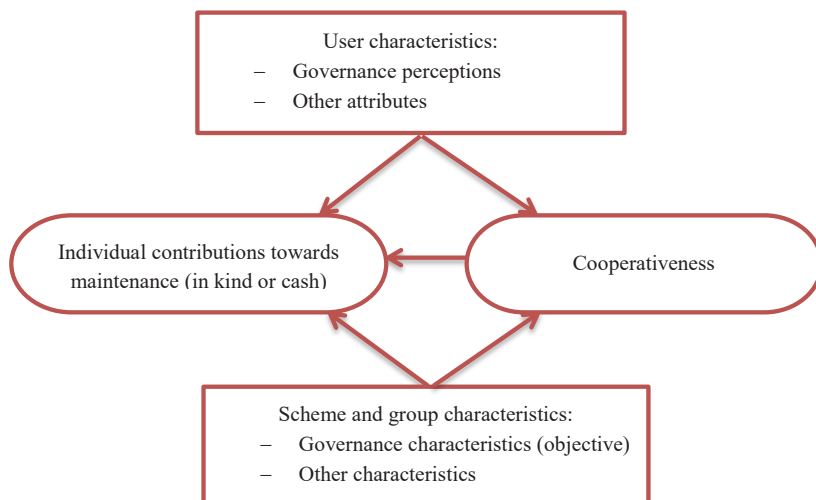 User characteristics:
– Governance perceptions
– Other attributes
Individual contributions towards
maintenance (in kind or cash)
Cooperativeness
Scheme and group characteristics:
– Governance characteristics (objective)
– Other characteristics